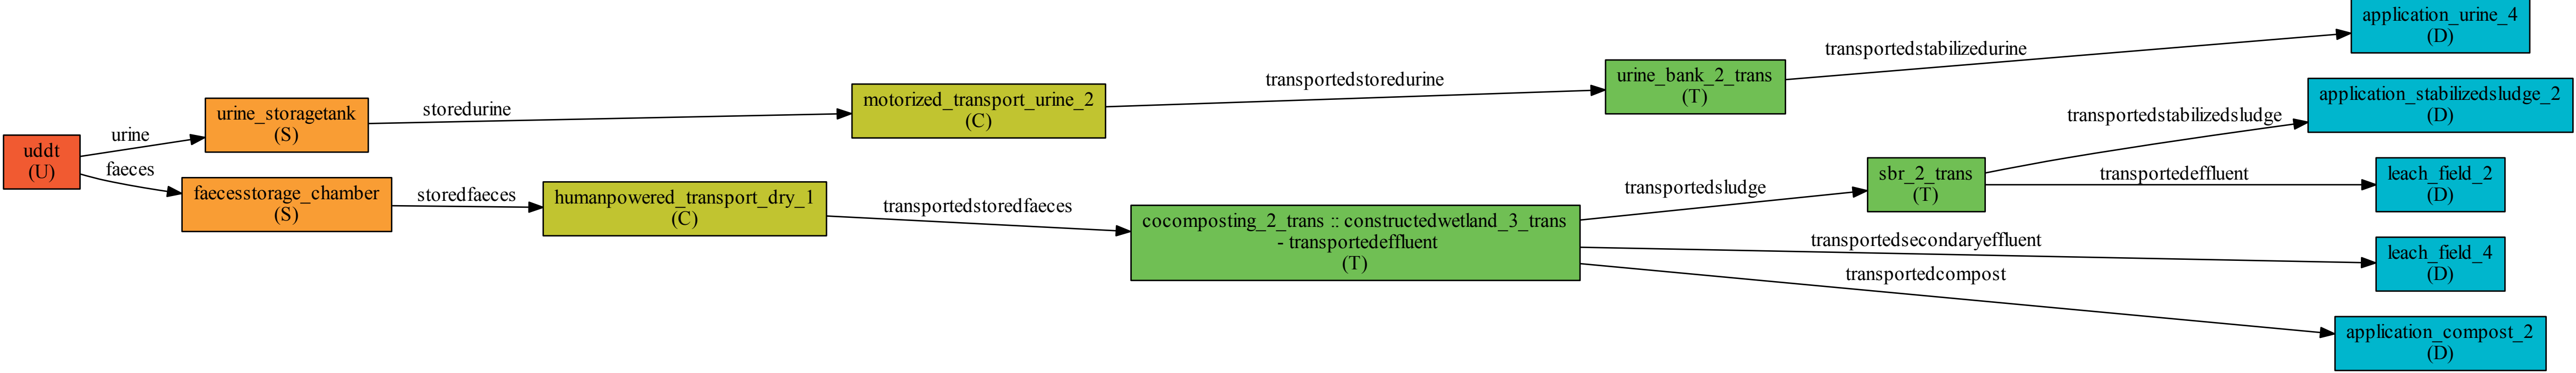 uddt
(U)
urine
faeces
urine_storagetank
(S)
faecesstorage_chamber
(S)
storedurine
storedfaeces
motorized_transport_urine_2
(C)
humanpowered_transport_dry_1
(C)
transportedstoredurine
transportedstoredfaeces
urine_bank_2_trans
(T)
cocomposting_2_trans :: constructedwetland_3_trans
- transportedeffluent
(T)
transportedstabilizedurine
transportedsludge
sbr_2_trans
(T)
transportedstabilizedsludge
transportedeffluent
transportedsecondaryeffluent
transportedcompost
application_urine_4
(D)
application_stabilizedsludge_2
(D)
leach_field_2
(D)
leach_field_4
(D)
application_compost_2
(D)